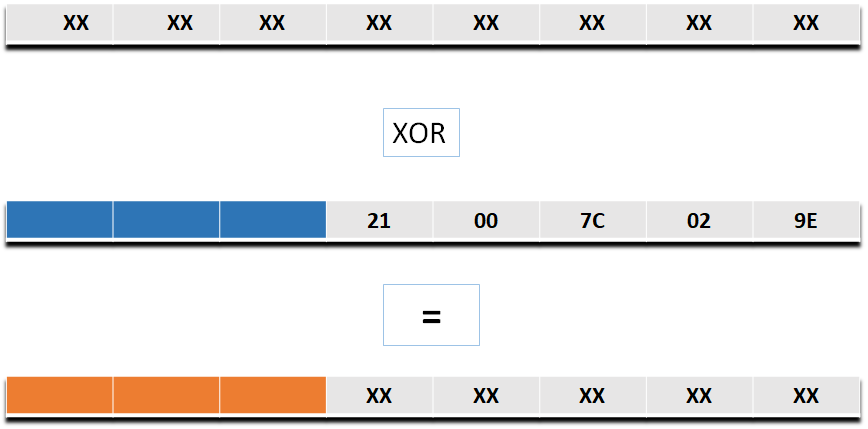 XX XX XX XX XX XX XX XX
XOR
21 00 7C 02 9E
=
XX XX XX XX XX